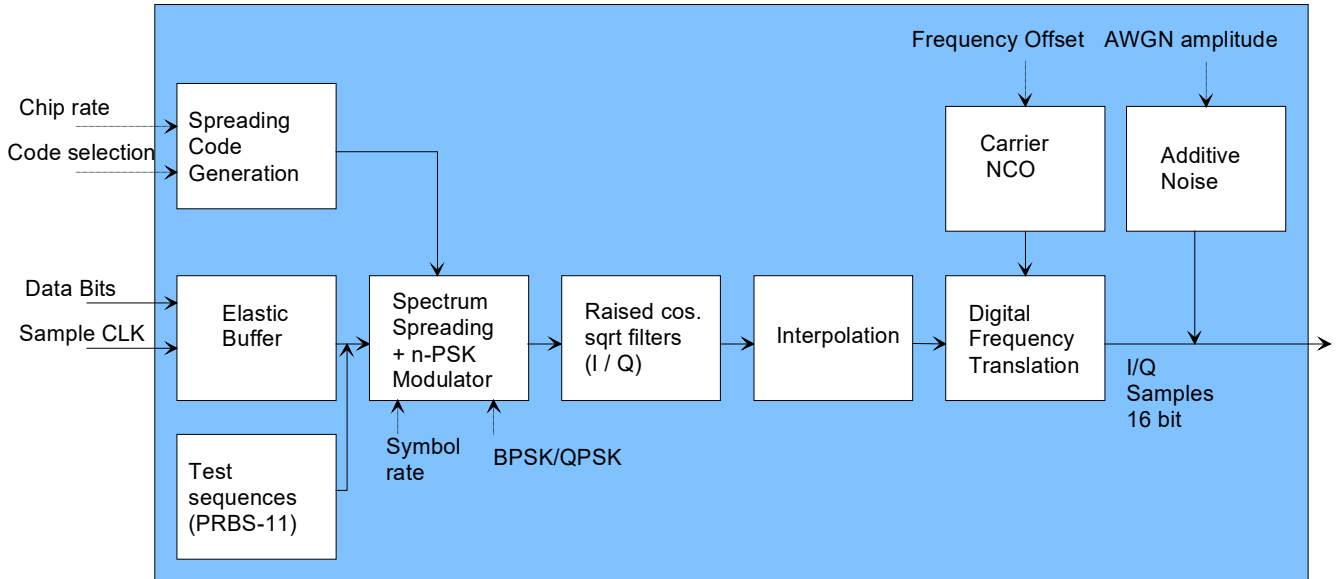 Frequency Offset
AWGN amplitude
Chip rate
Code selection
Spreading
Code
Generation
Carrier
NCO
Additive
Noise
Data Bits
Sample CLK
Elastic
Buffer
Spectrum
Spreading
+ n-PSK
Modulator
Raised cos.
sqrt filters
(I / Q)
Interpolation
Digital
Frequency
Translation
I/Q
Samples
16 bit
Symbol
rate
BPSK/QPSK
Test
sequences
(PRBS-11)